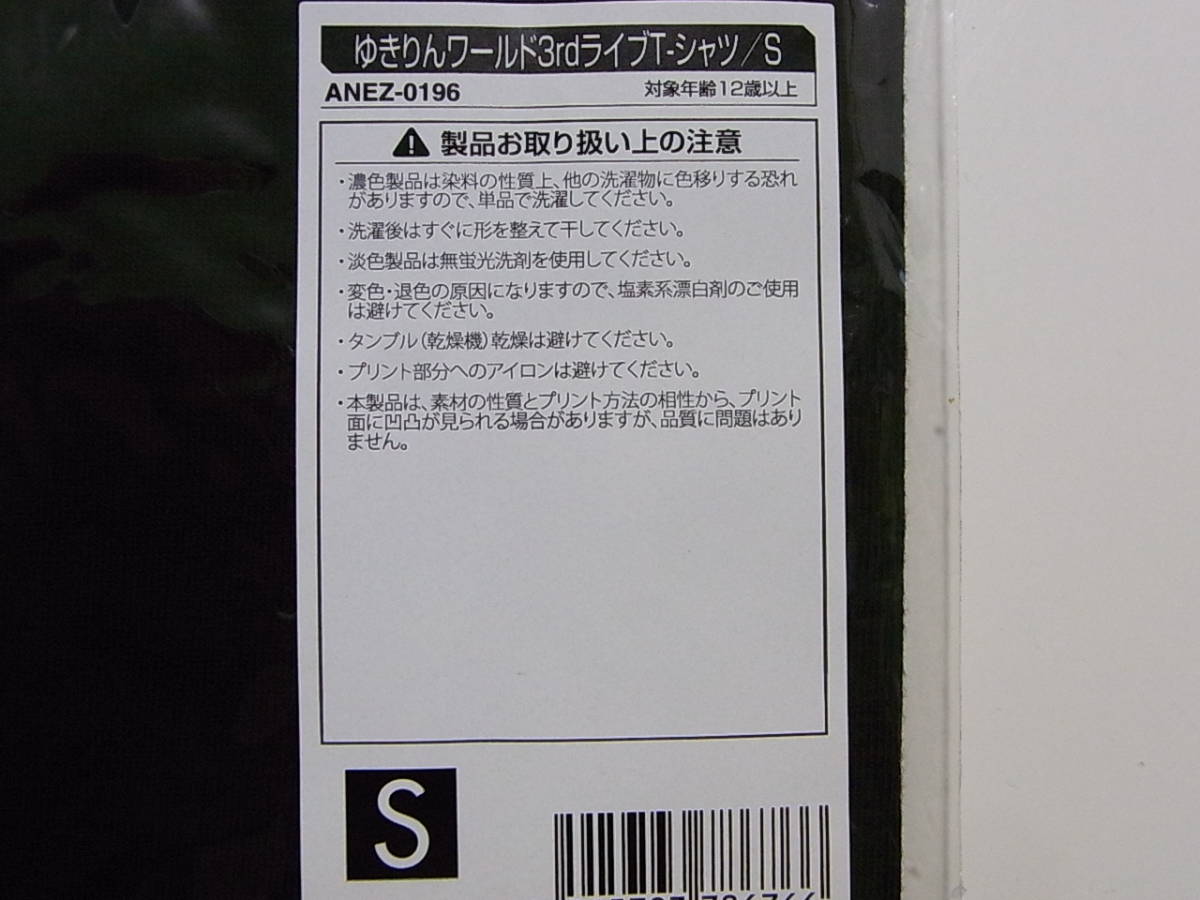 ゆきりんワールド3rdライブT-シャツ/S
ANEZ-0196 対象年齢12歳以上
製品お取り扱い上の注意
・濃色製品は染料の性質上、他の洗濯物に色移りする恐れ
がありますので、単品で洗濯してください。
・洗濯後はすぐに形を整えて干してください。
・淡色製品は無蛍光洗剤を使用してください。
・変色・退色の原因になりますので、塩素系漂白剤のご使用
は避けてください。
・タンブル(乾燥機)乾燥は避けてください。
・プリント部分へのアイロンは避けてください。
・本製品は、素材の性質とプリント方法の相性から、プリント
面に凹凸が見られる場合がありますが、品質に問題はあり
ません。
S